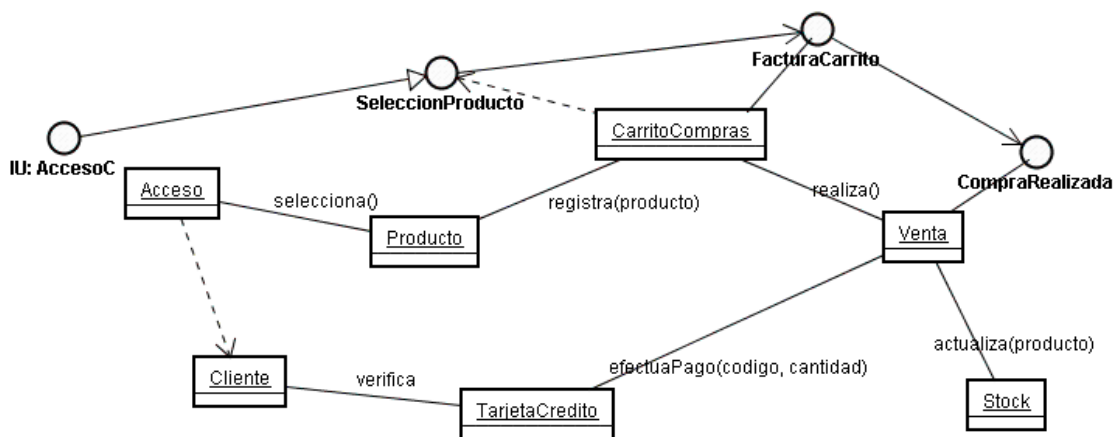 FacturaCarrito
SeleccionProducto
CarritoCompras
IU: AccesoC
CompraRealizada
Acceso
selecciona()
registra(producto)
realiza()
Producto
Venta
actualiza(producto)
efectuaPago(codigo, cantidad)
Cliente
verifica
TarjetaCredito
Stock